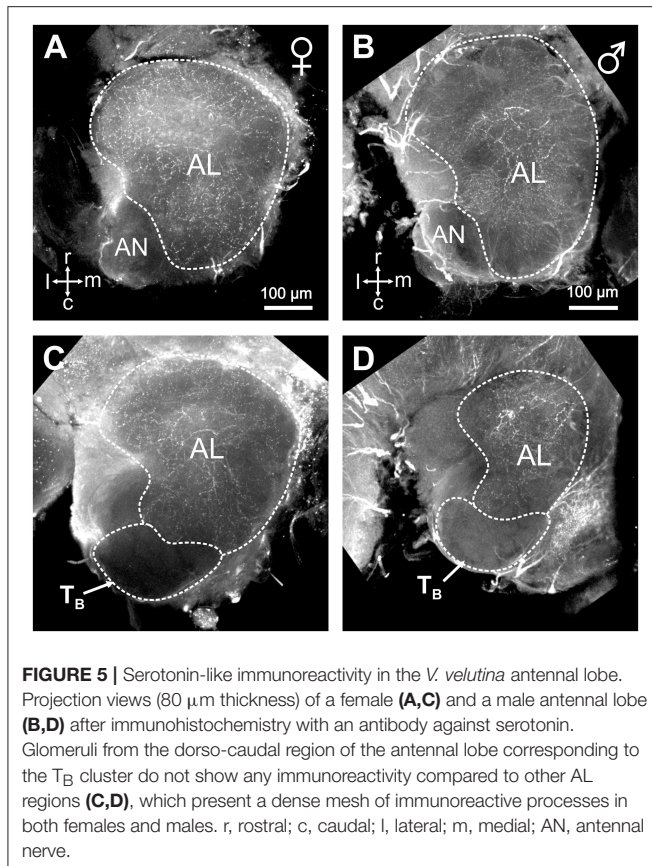 A
♀
AL
AN
r
l
m
c
100 µm
B
♂
AL
AN
r
l
m
c
100 µm
C
AL
TB
D
AL
TB
FIGURE 5 | Serotonin-like immunoreactivity in the V. velutina antennal lobe.
Projection views (80 µm thickness) of a female (A,C) and a male antennal lobe
(B,D) after immunohistochemistry with an antibody against serotonin.
Glomeruli from the dorso-caudal region of the antennal lobe corresponding to
the TB cluster do not show any immunoreactivity compared to other AL
regions (C,D), which present a dense mesh of immunoreactive processes in
both females and males. r, rostral; c, caudal; l, lateral; m, medial; AN, antennal
nerve.